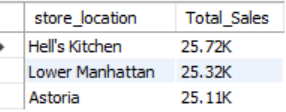 store_location Total_Sales
Hell's Kitchen 25.72K
Lower Manhattan 25.32K
Astoria 25.11K